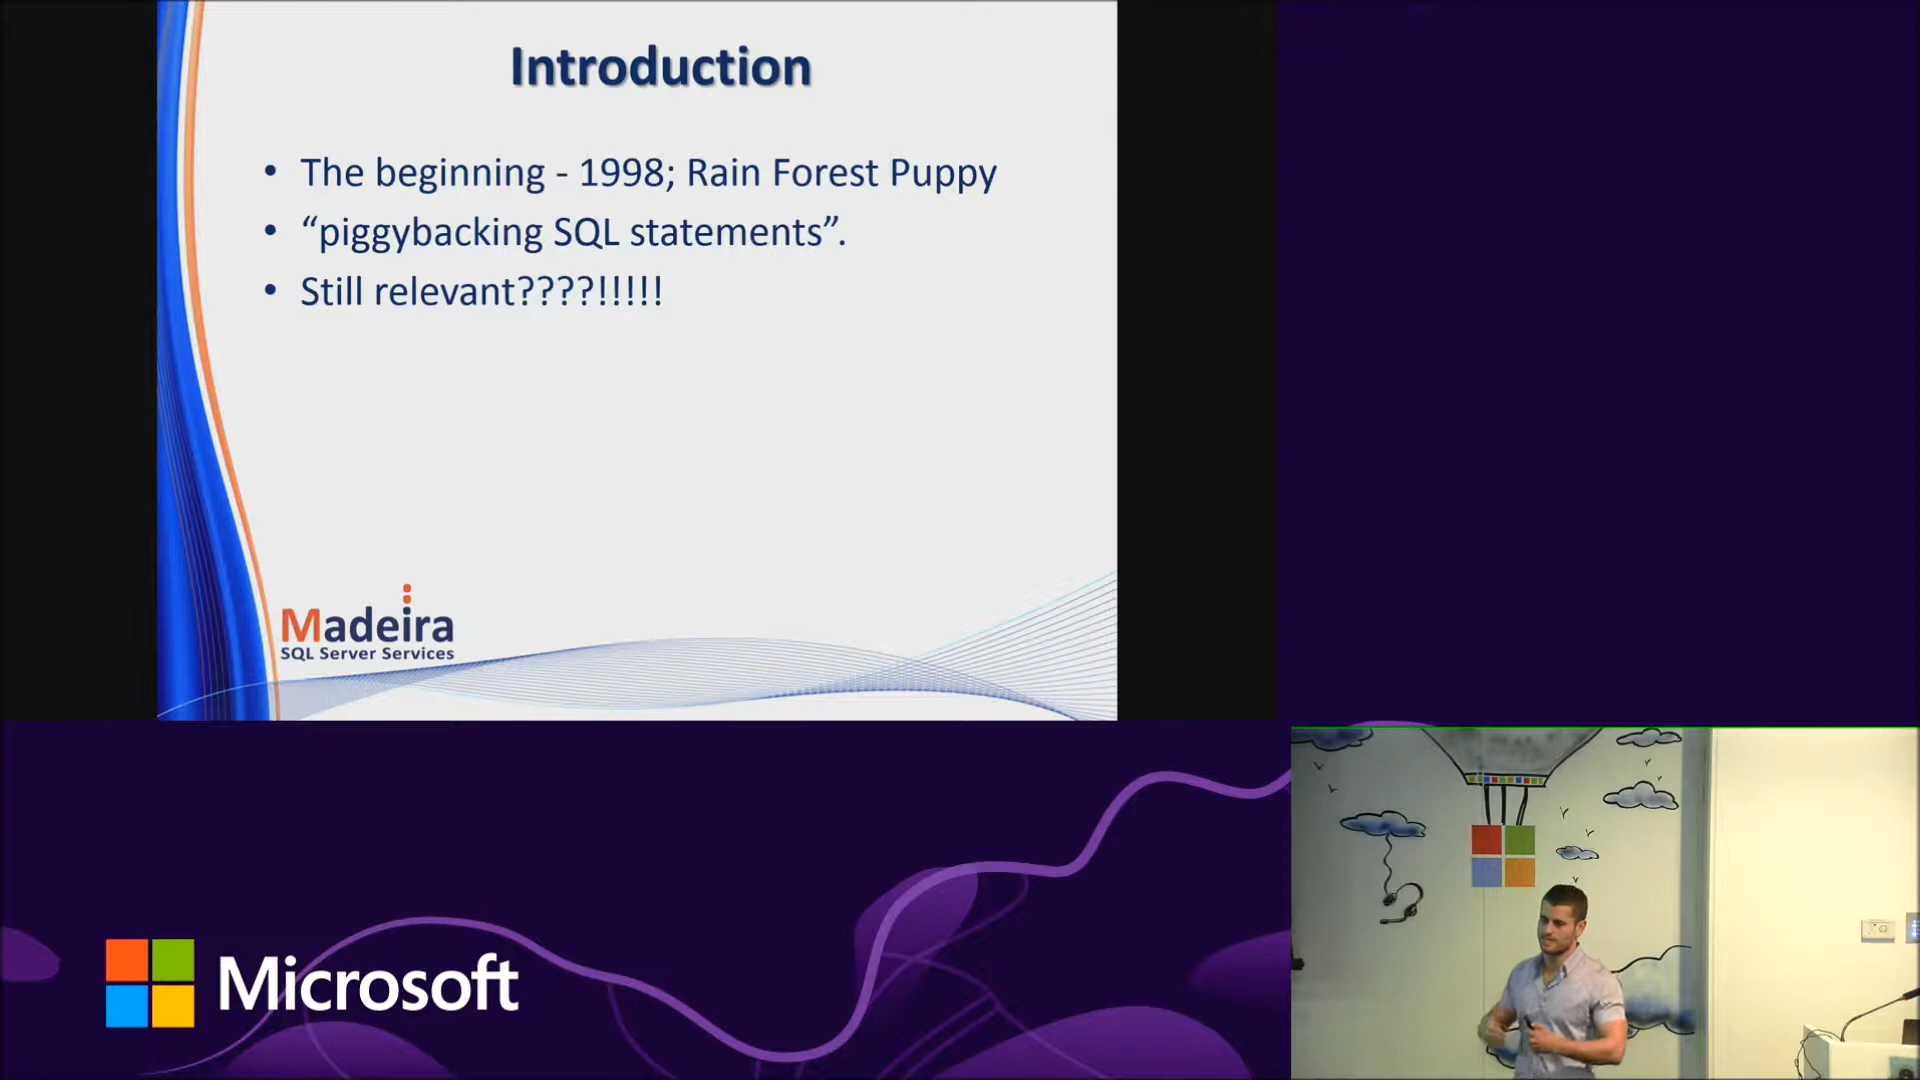 Introduction
• The beginning - 1998; Rain Forest Puppy
• “piggybacking SQL statements”.
• Still relevant????!!!!!
Madeira
SQL Server Services
Microsoft